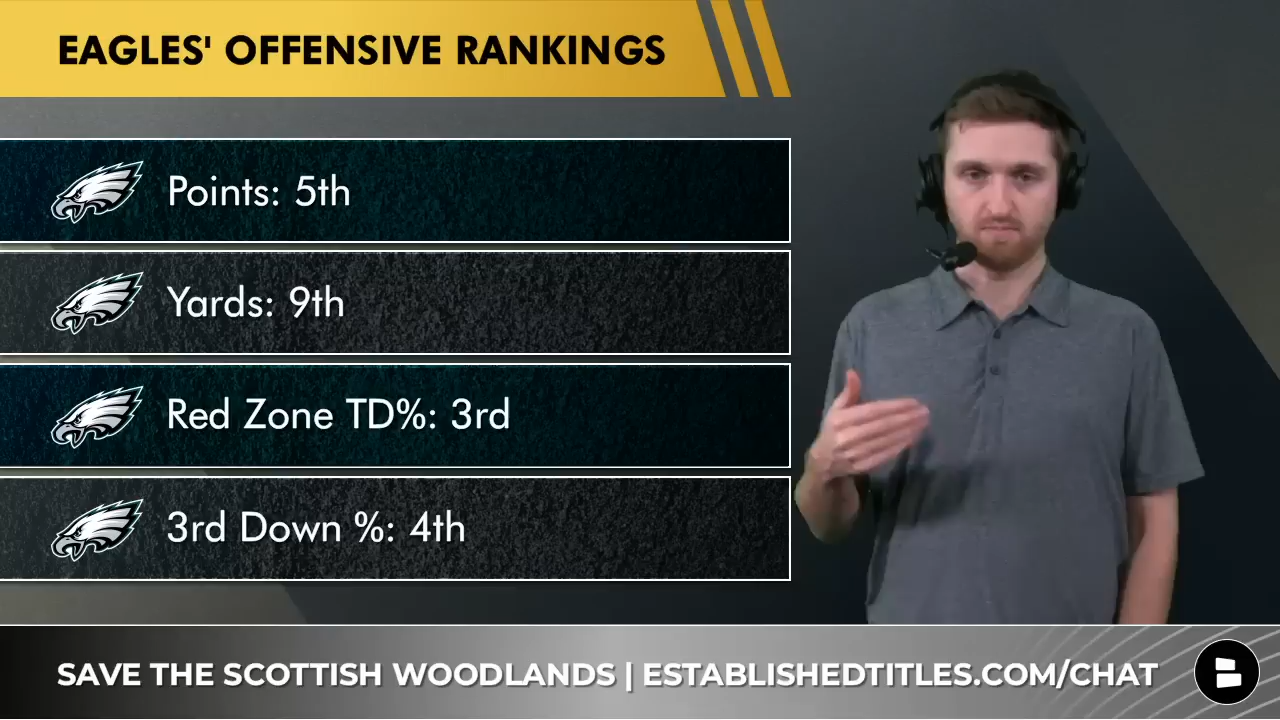 EAGLES' OFFENSIVE RANKINGS
Points: 5th
Yards: 9th
Red Zone TD%: 3rd
3rd Down %: 4th
SAVE THE SCOTTISH WOODLANDS | ESTABLISHEDTITLES.COM/CHAT